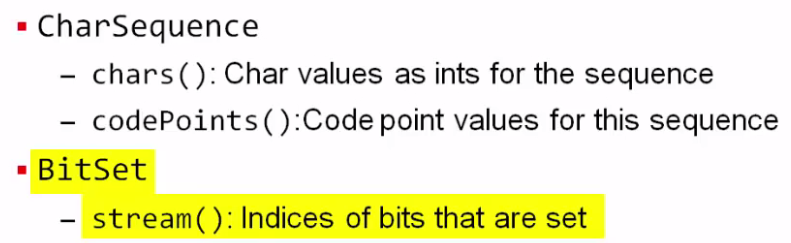 ▪ CharSequence
– chars(): Char values as ints for the sequence
– codePoints():Code point values for this sequence
▪ BitSet
– stream(): Indices of bits that are set